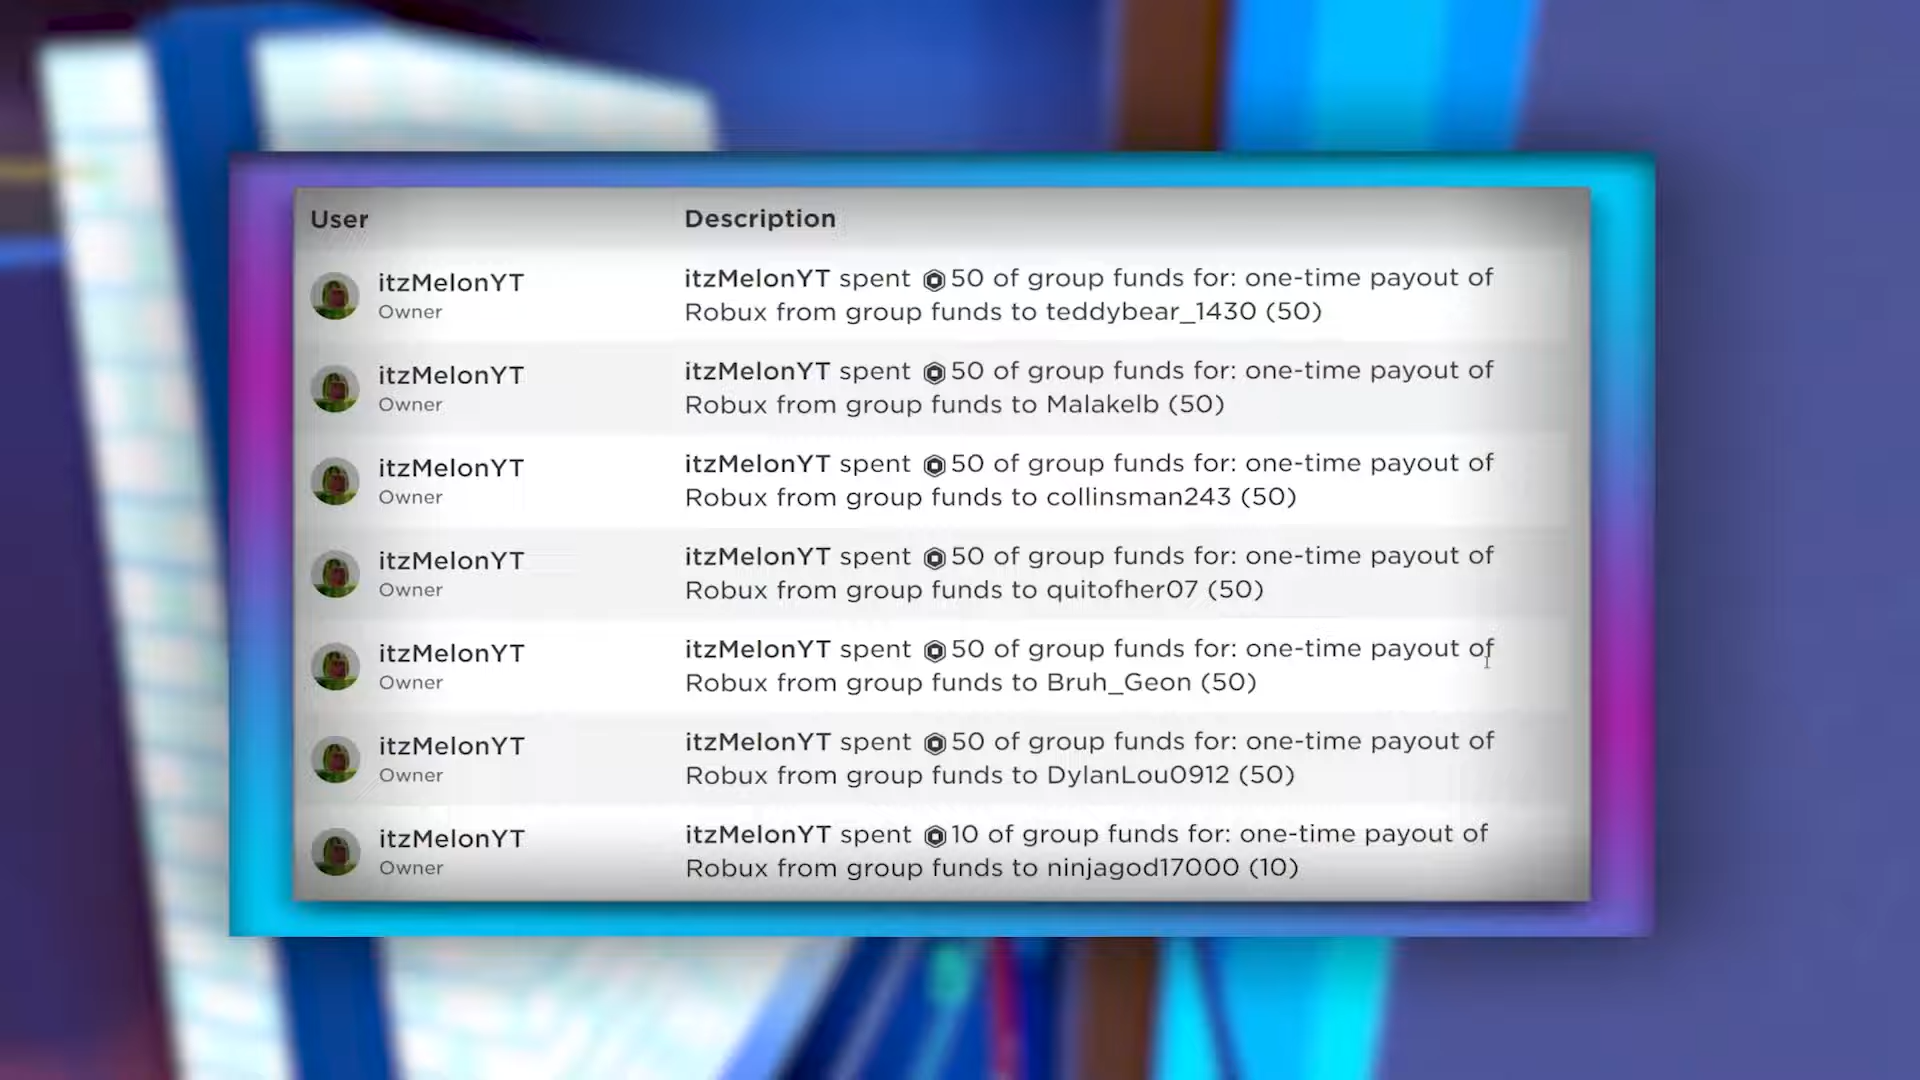 User Description
itzMelonYT
Owner
itzMelonYT spent 50 of group funds for: one-time payout of
Robux from group funds to teddybear_1430 (50)
itzMelonYT
Owner
itzMelonYT spent 50 of group funds for: one-time payout of
Robux from group funds to Malakelb (50)
itzMelonYT
Owner
itzMelonYT spent 50 of group funds for: one-time payout of
Robux from group funds to collinsman243 (50)
itzMelonYT
Owner
itzMelonYT spent 50 of group funds for: one-time payout of
Robux from group funds to quitofher07 (50)
itzMelonYT
Owner
itzMelonYT spent 50 of group funds for: one-time payout of
Robux from group funds to Bruh_Geon (50)
itzMelonYT
Owner
itzMelonYT spent 50 of group funds for: one-time payout of
Robux from group funds to DylanLou0912 (50)
itzMelonYT
Owner
itzMelonYT spent 10 of group funds for: one-time payout of
Robux from group funds to ninjagod17000 (10)